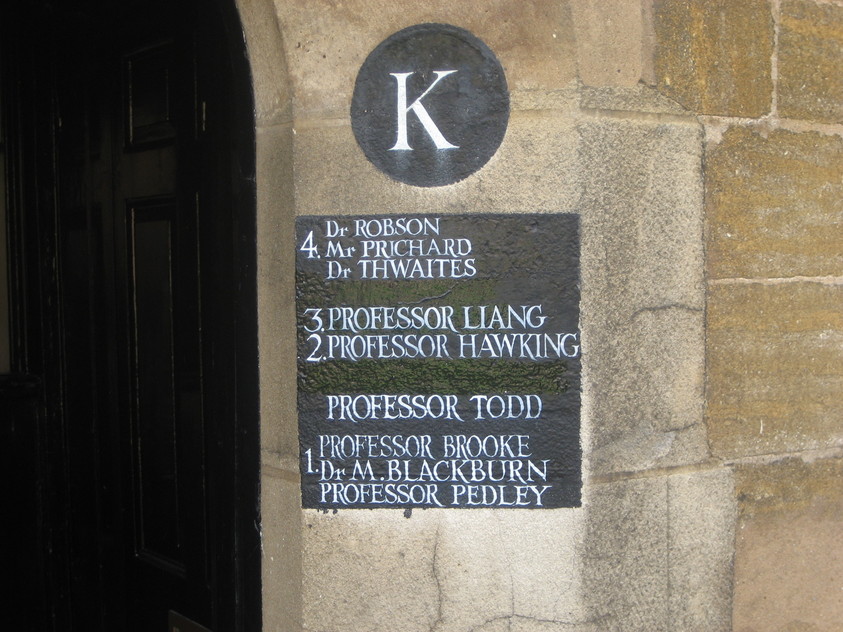 K
Dr ROBSON
4. Mr PRICHARD
Dr THWAITES
3. PROFESSOR LIANG
2. PROFESSOR HAWKING
PROFESSOR TODD
PROFESSOR BROOKE
1. Dr M. BLACKBURN
PROFESSOR PEDLEY